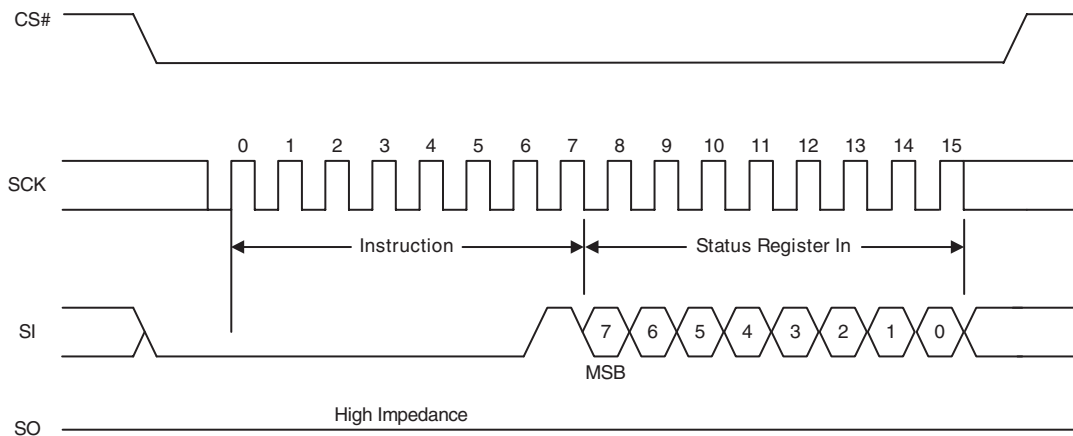 CS#
0 1 2 3 4 5 6 7 8 9 10 11 12 13 14 15
SCK
Instruction Status Register In
SI 7 6 5 4 3 2 1 0
MSB
High Impedance
SO